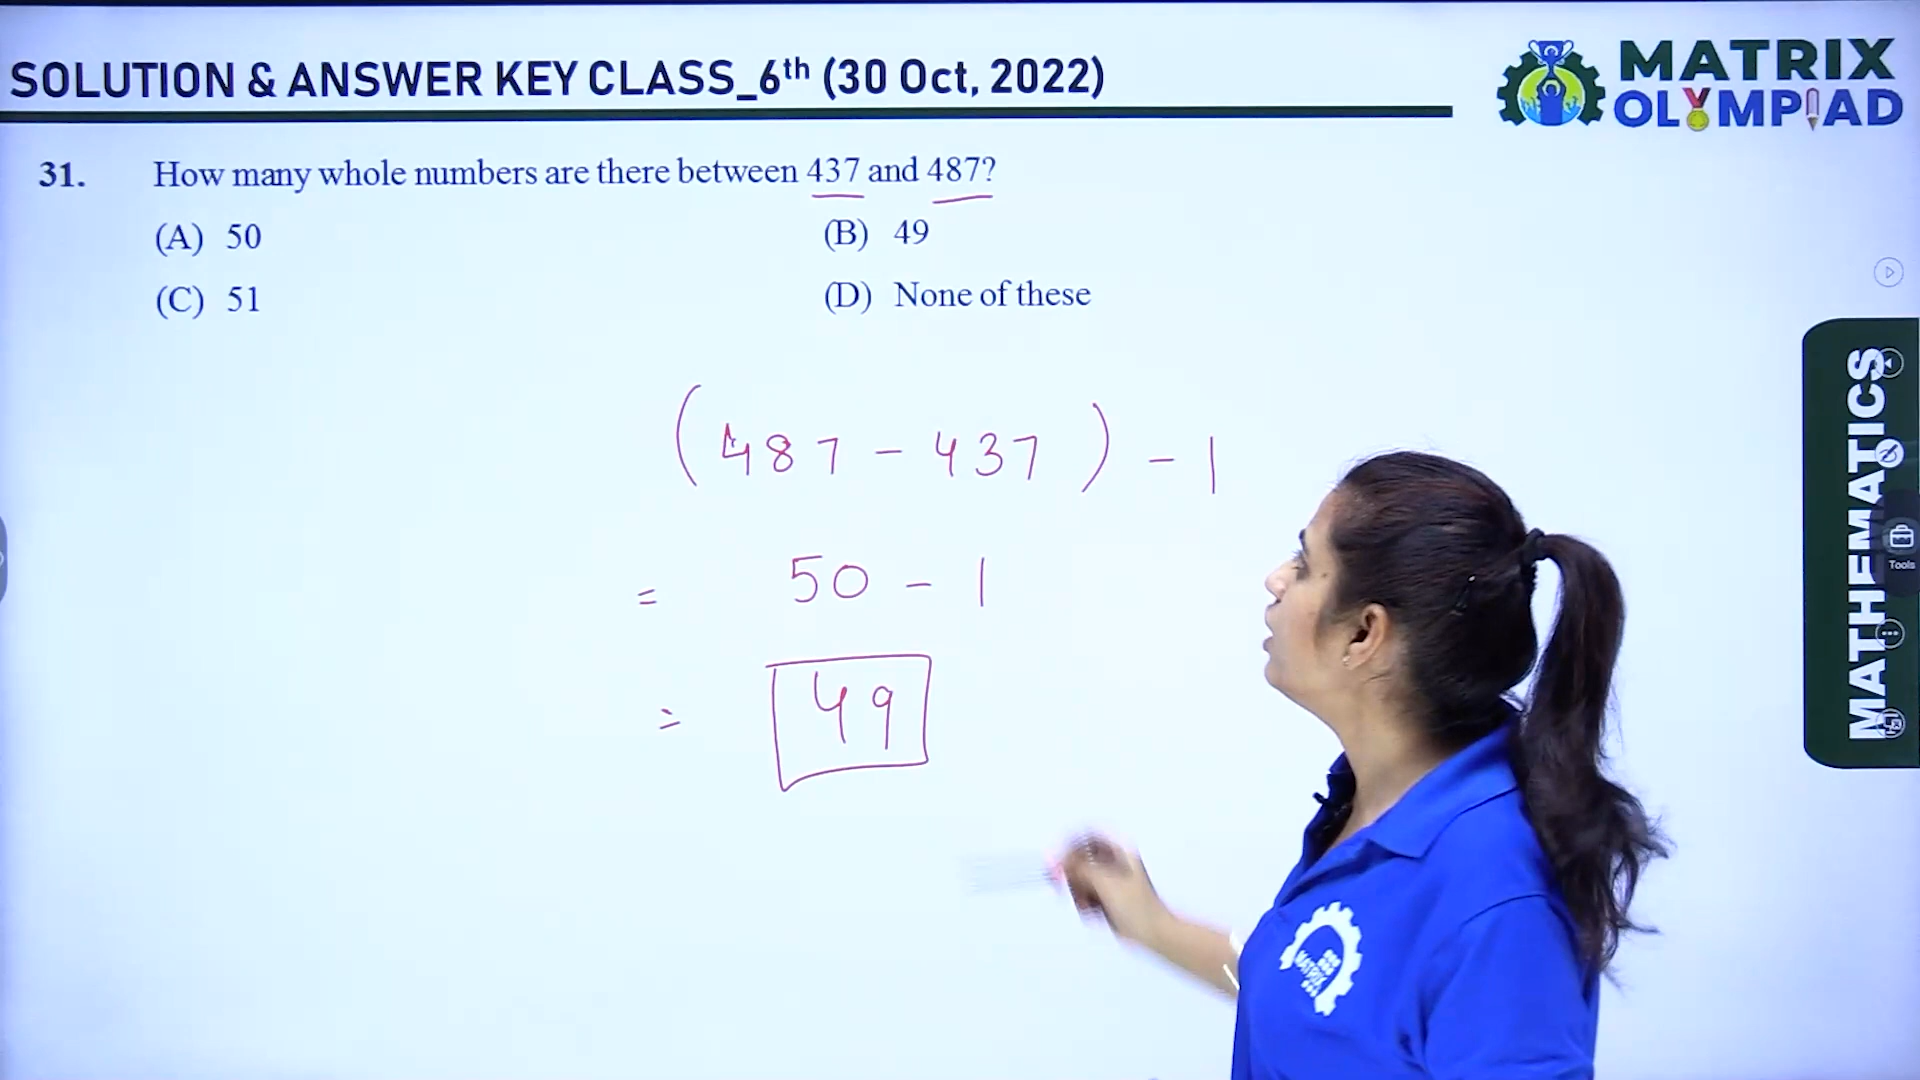 SOLUTION & ANSWER KEY CLASS_6th (30 Oct, 2022)
MATRIX
OLYMPIAD
31. How many whole numbers are there between 437 and 487?
(A) 50 (B) 49
(C) 51 (D) None of these
(487 - 437) - 1
= 50 - 1
= 49
MATHEMATICS
Tools
MATRIX